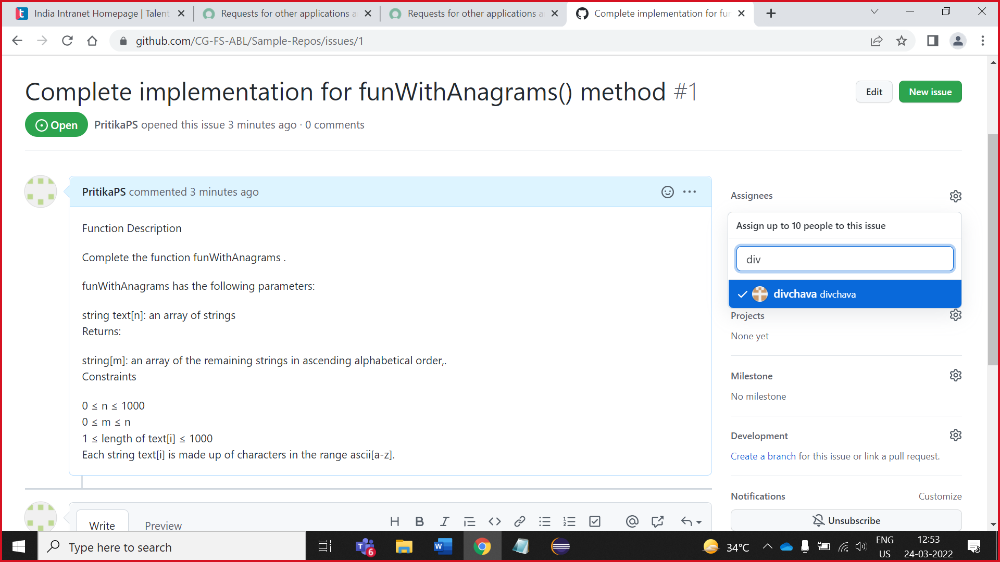 India Intranet Homepage | Talent
Requests for other applications a
Requests for other applications a
Complete implementation for fun
github.com/CG-FS-ABL/Sample-Repos/issues/1
Complete implementation for funWithAnagrams() method #1
Edit
New issue
Open
PritikaPS opened this issue 3 minutes ago · 0 comments
PritikaPS commented 3 minutes ago
Function Description
Complete the function funWithAnagrams .
funWithAnagrams has the following parameters:
string text[n]: an array of strings
Returns:
string[m]: an array of the remaining strings in ascending alphabetical order,.
Constraints
0 ≤ n ≤ 1000
0 ≤ m ≤ n
1 ≤ length of text[i] ≤ 1000
Each string text[i] is made up of characters in the range ascii[a-z].
Assignees
Assign up to 10 people to this issue
div
divchava divchava
Projects
None yet
Milestone
No milestone
Development
Create a branch for this issue or link a pull request.
Notifications
Customize
Unsubscribe
Write
Preview
Type here to search
6
34°C
ENG
US
12:53
24-03-2022